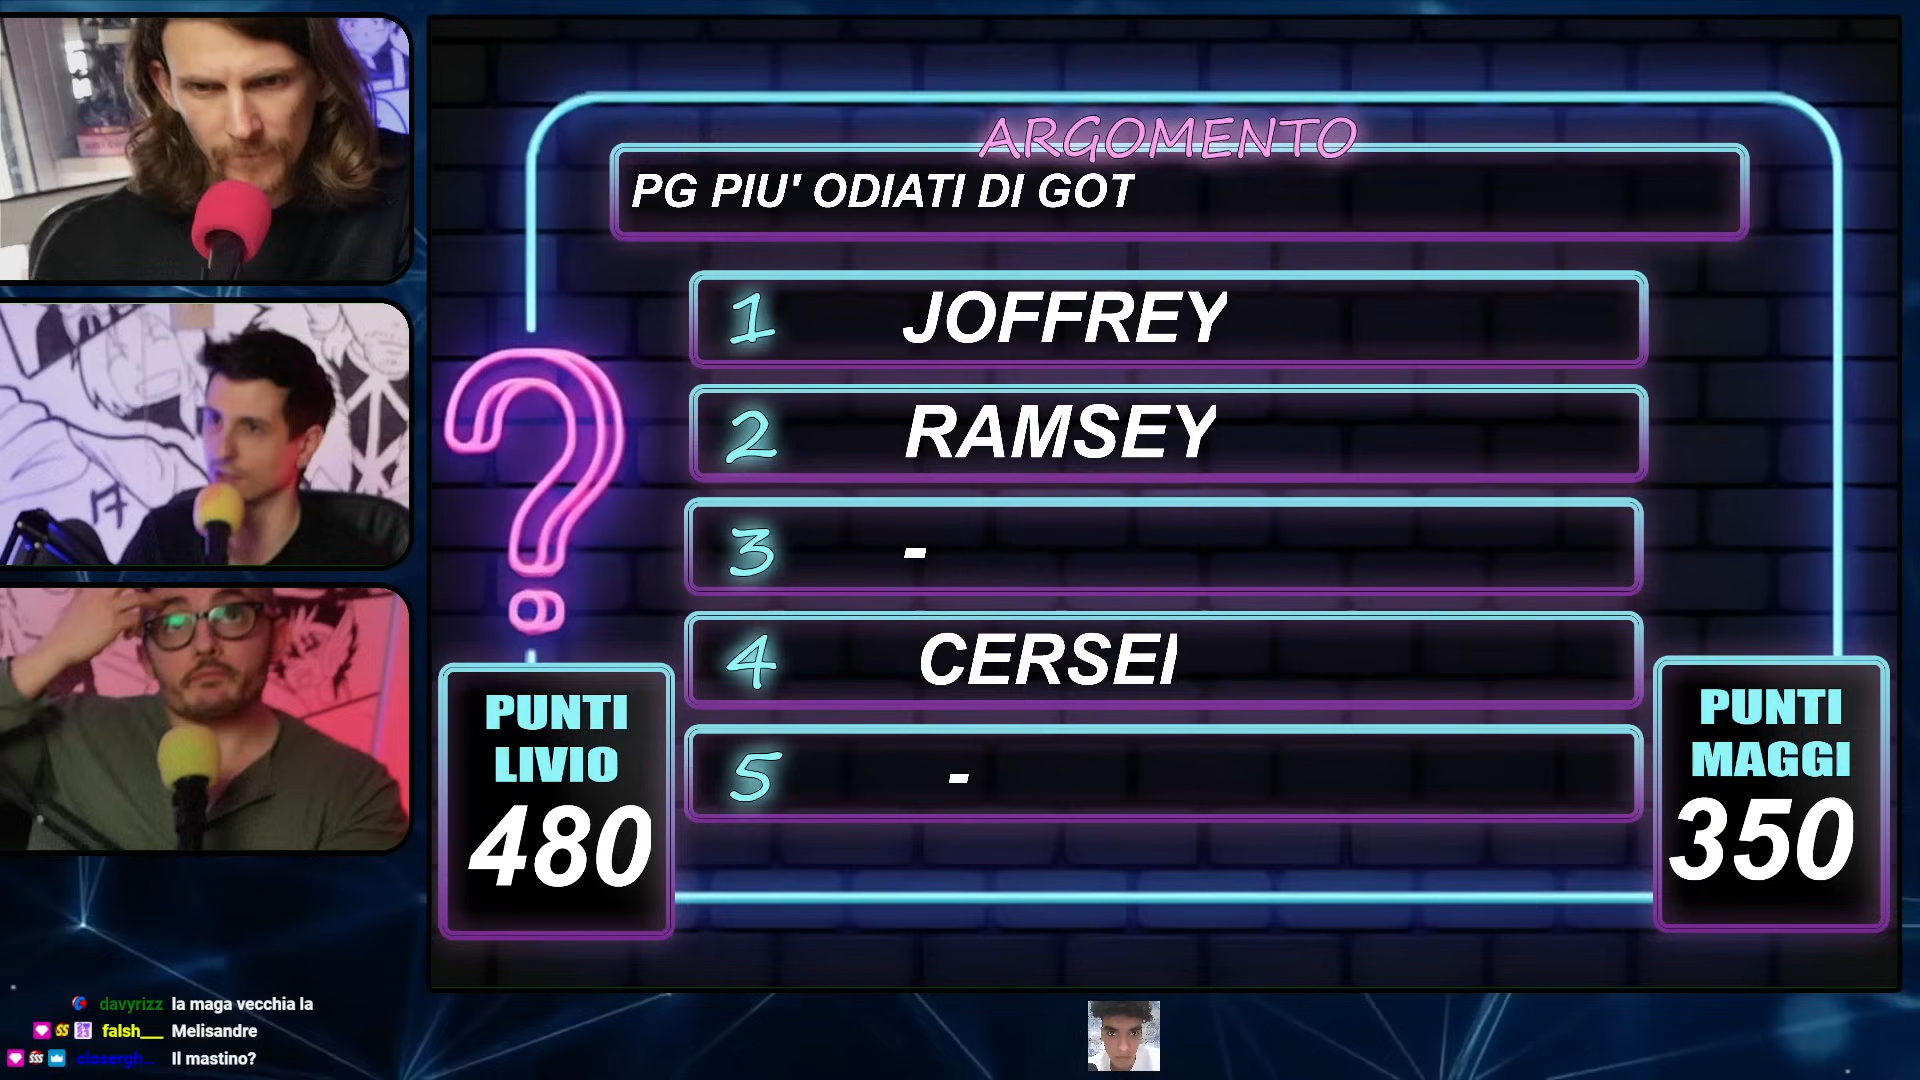 ARGOMENTO
PG PIU' ODIATI DI GOT
1 JOFFREY
2 RAMSEY
3 -
4 CERSEI
5 -
PUNTI
LIVIO
480
PUNTI
MAGGI
350
davyrizz la maga vecchia la
falsh__ Melisandre
closergh... Il mastino?